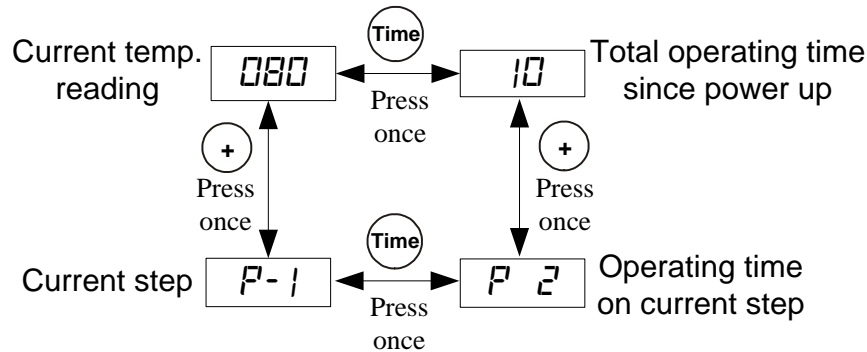 Time
Current temp.
reading
080
Press
once
10
Total operating time
since power up
+
Press
once
+
Press
once
Time
Current step
P-1
Press
once
P 2
Operating time
on current step